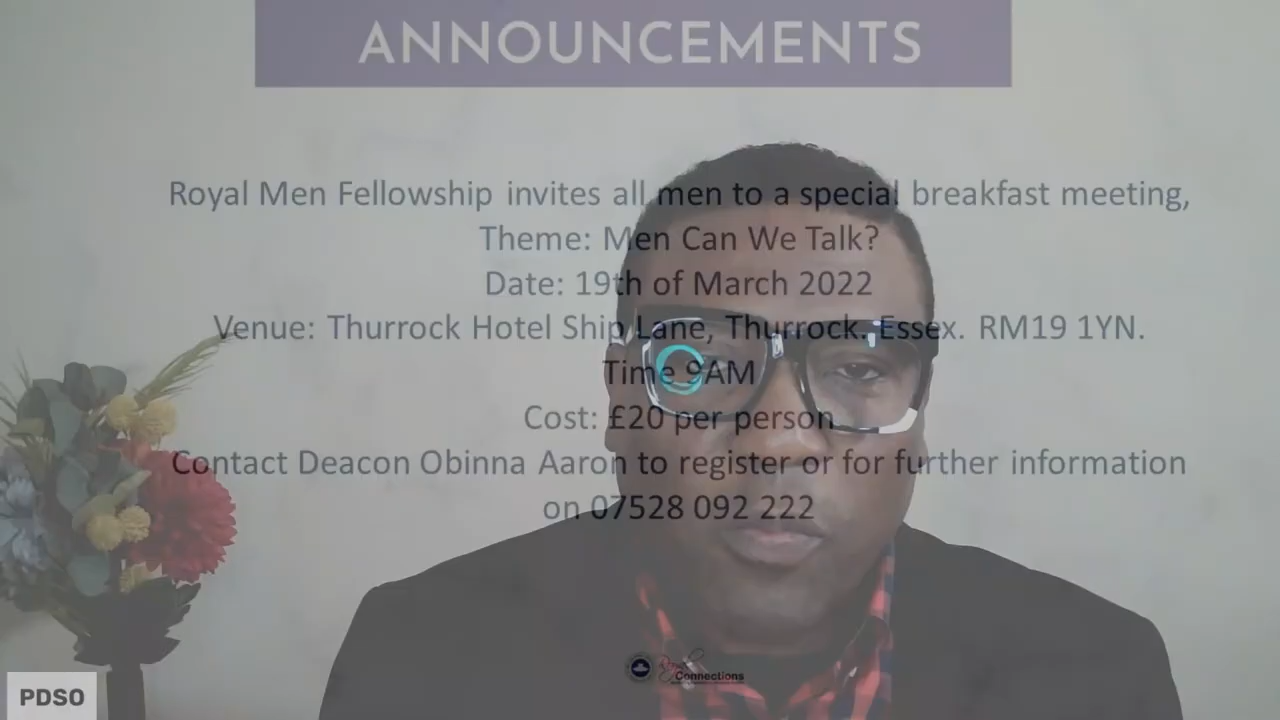 ANNOUNCEMENTS
Royal Men Fellowship invites all men to a special breakfast meeting,
Theme: Men Can We Talk?
Date: 19th of March 2022
Venue: Thurrock Hotel Ship Lane, Thurrock. Essex. RM19 1YN.
Time 9AM
Cost: £20 per person
Contact Deacon Obinna Aaron to register or for further information
on 07528 092 222
Royal
Connections
PDSO